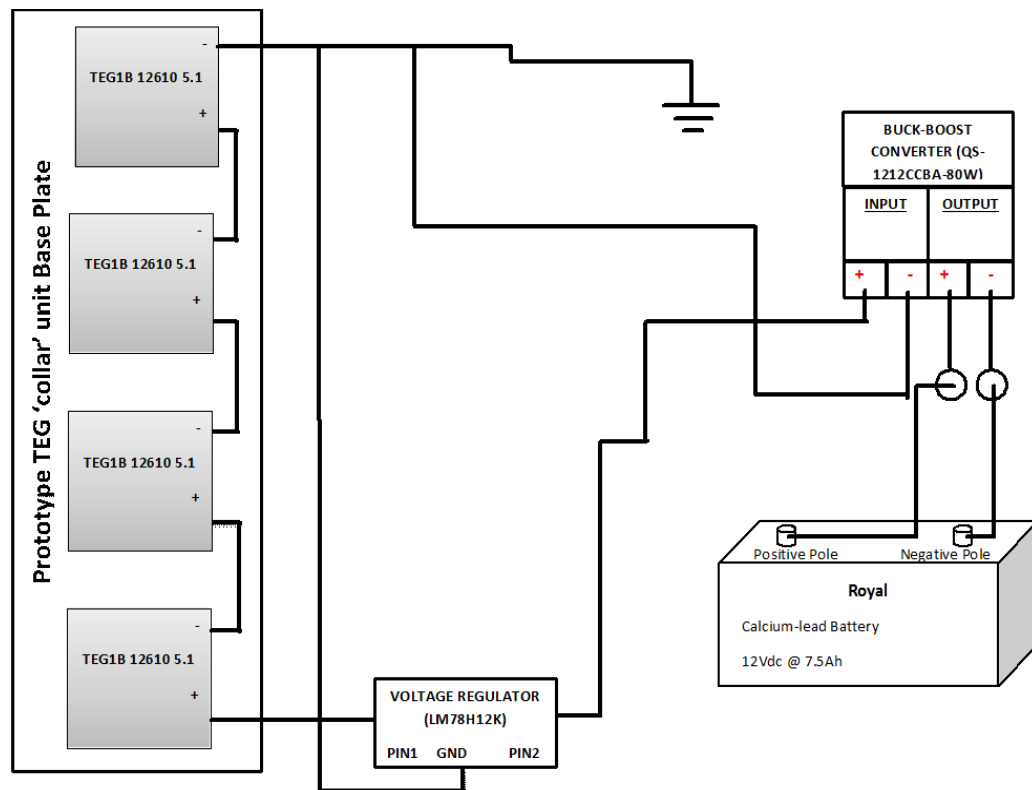 Prototype TEG 'collar' unit Base Plate
-
TEG1B 12610 5.1
+
-
TEG1B 12610 5.1
+
-
TEG1B 12610 5.1
+
-
TEG1B 12610 5.1
+
VOLTAGE REGULATOR
(LM78H12K)
PIN1 GND PIN2
BUCK-BOOST
CONVERTER (QS-
1212CCBA-80W)
INPUT OUTPUT
+ - + -
Positive Pole Negative Pole
Royal
Calcium-lead Battery
12Vdc @ 7.5Ah